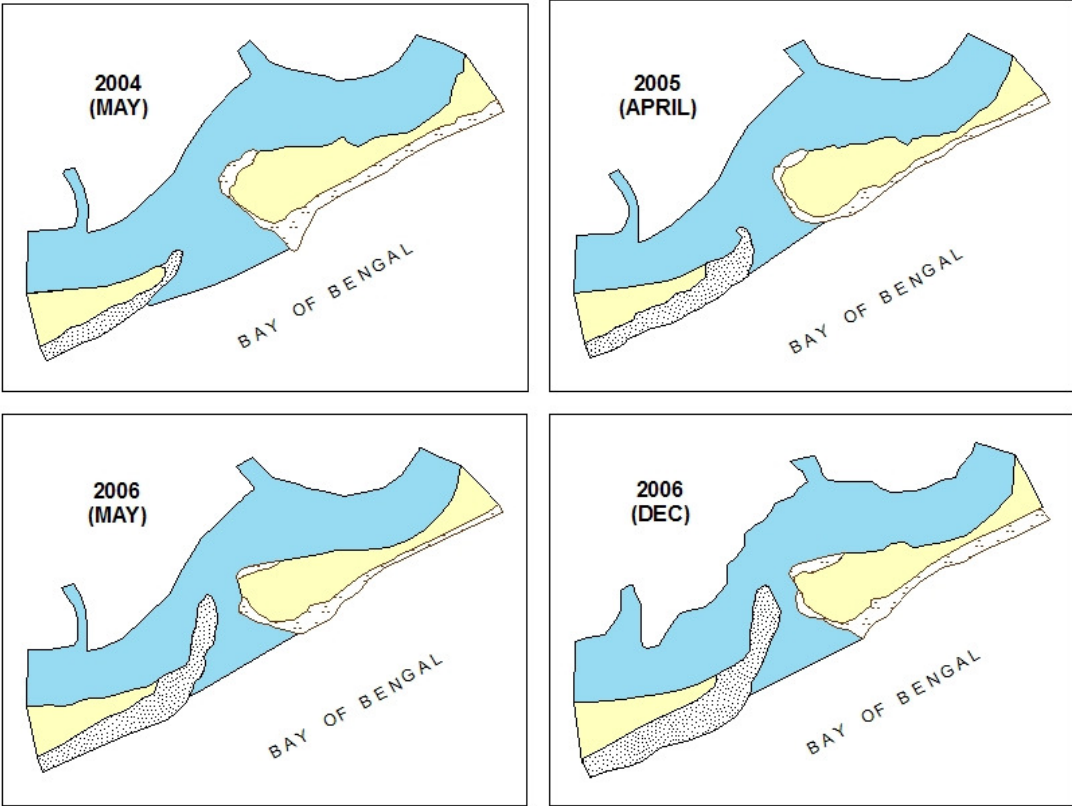 2004
(MAY)
BAY OF BENGAL
2005
(APRIL)
BAY OF BENGAL
2006
(MAY)
BAY OF BENGAL
2006
(DEC)
BAY OF BENGAL